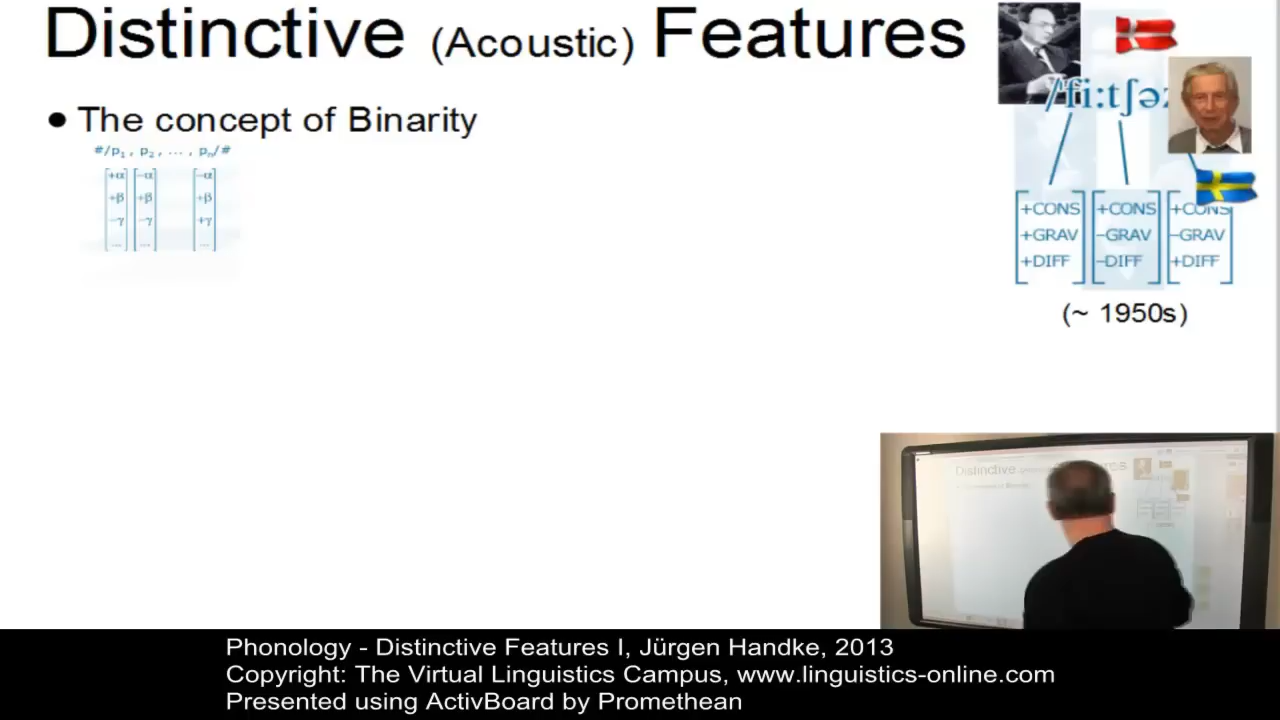 Distinctive (Acoustic) Features
/fi:tʃəz
• The concept of Binarity
#/p₁, p₂, ..., pₙ/#
+α −α −α
+β +β +β
−γ −γ +γ
... ... ...
+CONS +CONS +CONS
+GRAV −GRAV −GRAV
+DIFF −DIFF +DIFF
(~ 1950s)
Distinctive
Phonology - Distinctive Features I, Jürgen Handke, 2013
Copyright: The Virtual Linguistics Campus, www.linguistics-online.com
Presented using ActivBoard by Promethean